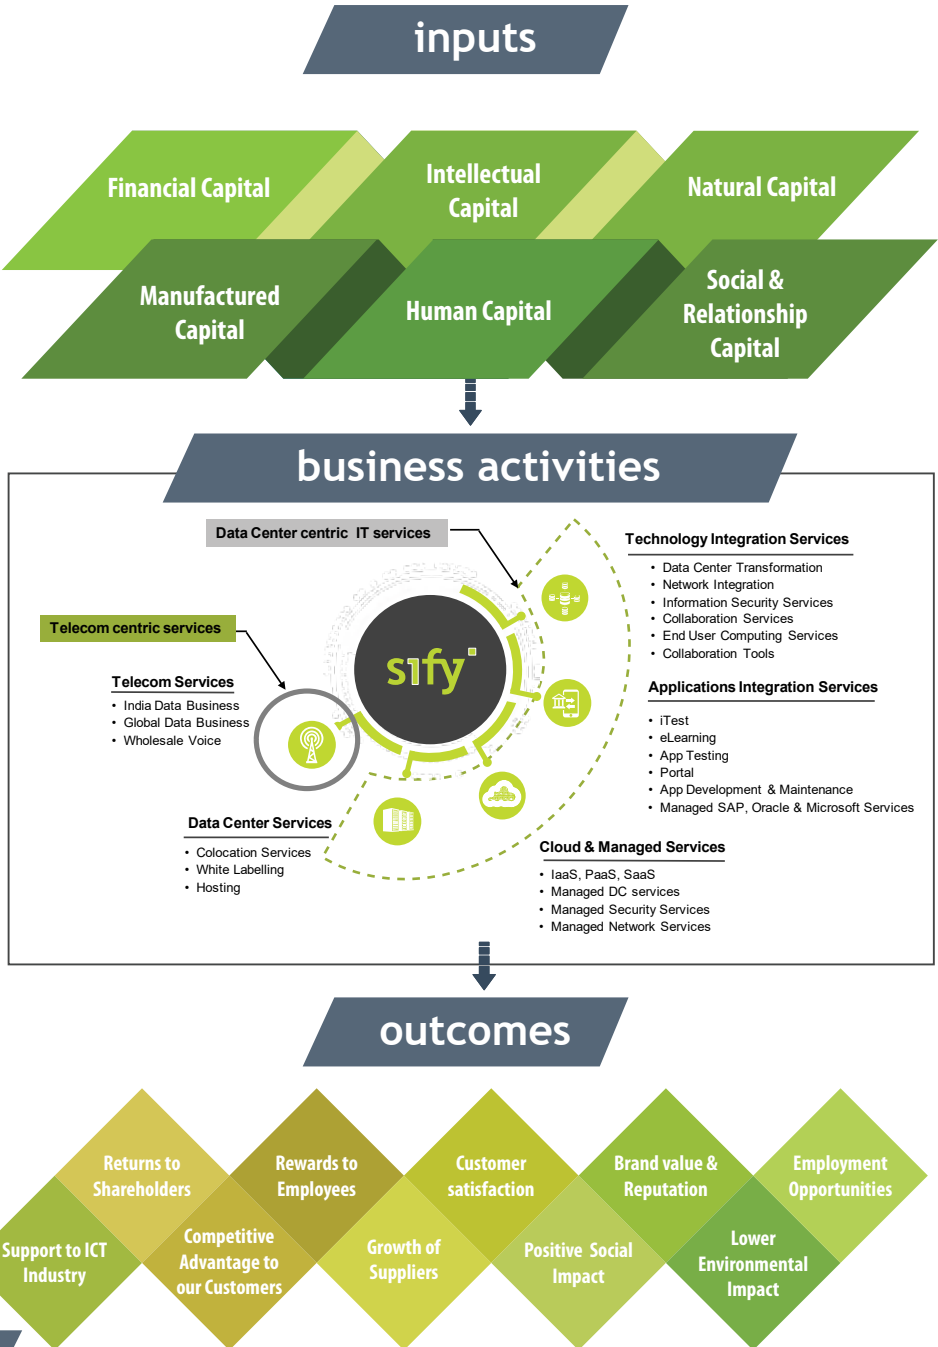 inputs
Financial Capital
Intellectual
Capital
Natural Capital
Manufactured
Capital
Human Capital
Social &
Relationship
Capital
business activities
Data Center centric IT services
Telecom centric services
sify
Telecom Services
• India Data Business
• Global Data Business
• Wholesale Voice
Data Center Services
• Colocation Services
• White Labelling
• Hosting
Technology Integration Services
• Data Center Transformation
• Network Integration
• Information Security Services
• Collaboration Services
• End User Computing Services
• Collaboration Tools
Applications Integration Services
• iTest
• eLearning
• App Testing
• Portal
• App Development & Maintenance
• Managed SAP, Oracle & Microsoft Services
Cloud & Managed Services
• IaaS, PaaS, SaaS
• Managed DC services
• Managed Security Services
• Managed Network Services
outcomes
Returns to
Shareholders
Rewards to
Employees
Customer
satisfaction
Brand value &
Reputation
Employment
Opportunities
Support to ICT
Industry
Competitive
Advantage to
our Customers
Growth of
Suppliers
Positive Social
Impact
Lower
Environmental
Impact